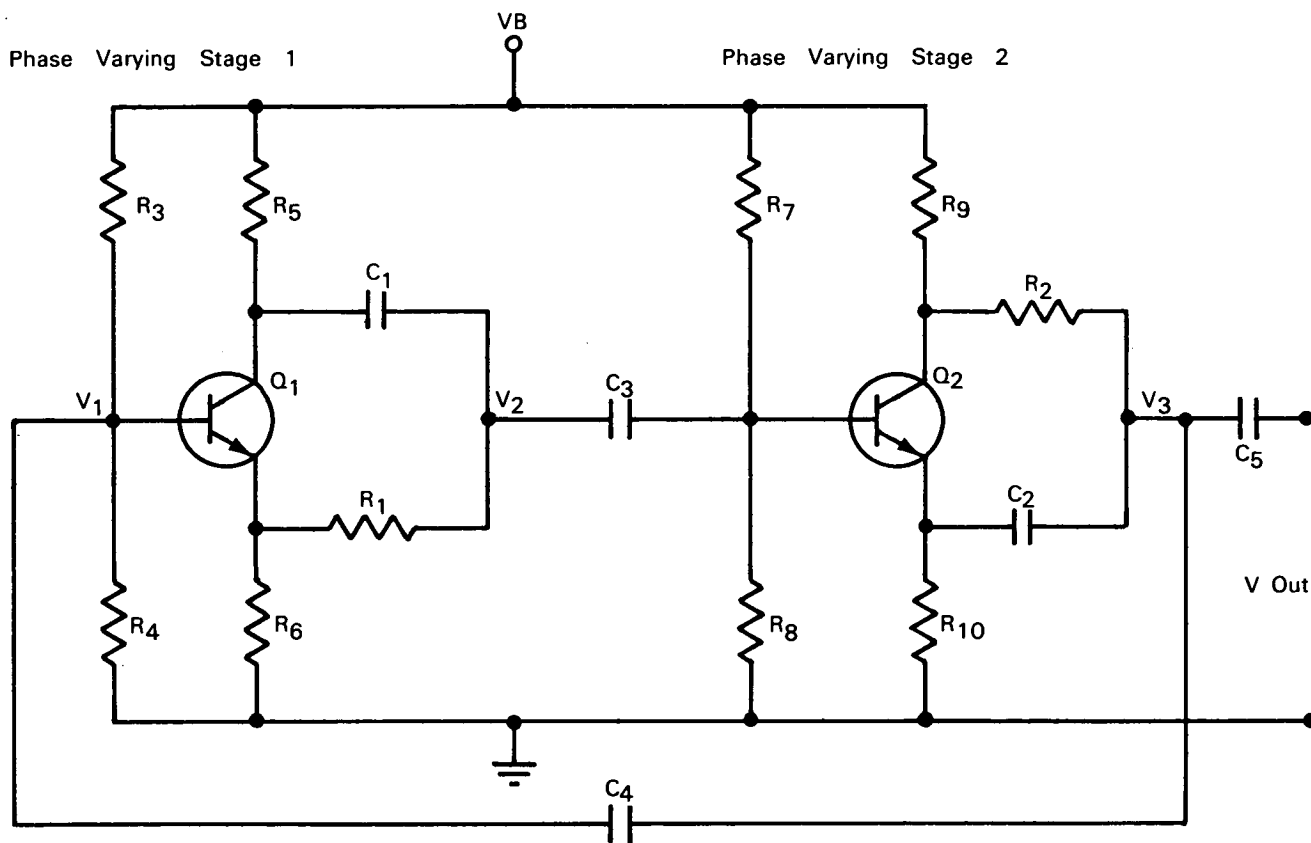 VB
Phase Varying Stage 1
Phase Varying Stage 2
R3
R5
R7
R9
C1
R2
Q1
Q2
V1
V2
C3
V3
C5
R1
C2
R4
R6
R8
R10
V Out
C4